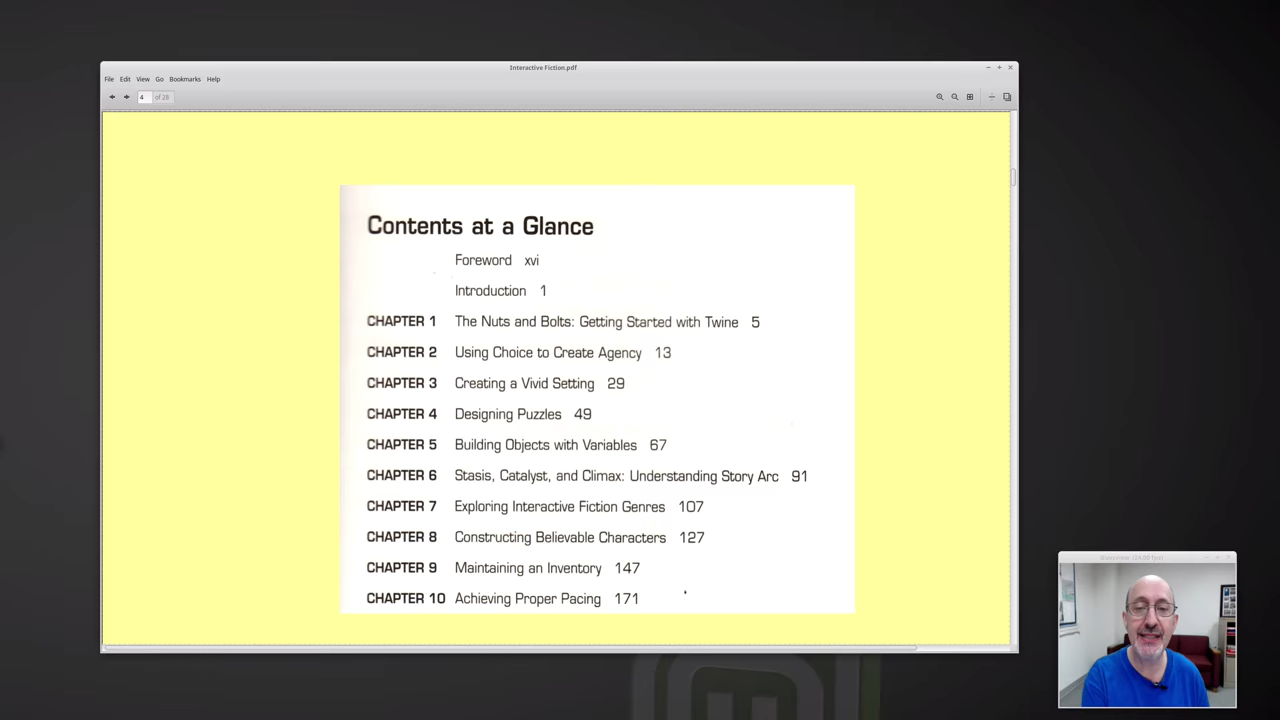 Interactive Fiction.pdf
File Edit View Go Bookmarks Help
4 of 28
Contents at a Glance
Foreword xvi
Introduction 1
CHAPTER 1 The Nuts and Bolts: Getting Started with Twine 5
CHAPTER 2 Using Choice to Create Agency 13
CHAPTER 3 Creating a Vivid Setting 29
CHAPTER 4 Designing Puzzles 49
CHAPTER 5 Building Objects with Variables 67
CHAPTER 6 Stasis, Catalyst, and Climax: Understanding Story Arc 91
CHAPTER 7 Exploring Interactive Fiction Genres 107
CHAPTER 8 Constructing Believable Characters 127
CHAPTER 9 Maintaining an Inventory 147
CHAPTER 10 Achieving Proper Pacing 171